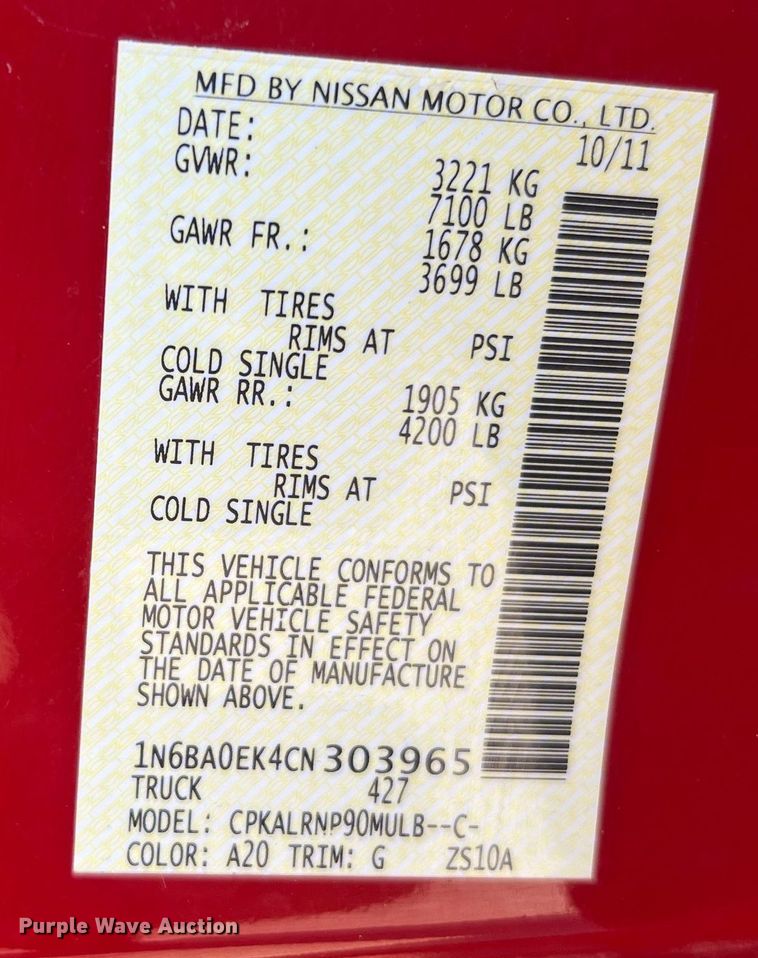 MFD BY NISSAN MOTOR CO., LTD.
DATE: 10/11
GVWR: 3221 KG
7100 LB
GAWR FR.: 1678 KG
3699 LB
WITH TIRES
RIMS AT PSI
COLD SINGLE
GAWR RR.: 1905 KG
4200 LB
WITH TIRES
RIMS AT PSI
COLD SINGLE
THIS VEHICLE CONFORMS TO
ALL APPLICABLE FEDERAL
MOTOR VEHICLE SAFETY
STANDARDS IN EFFECT ON
THE DATE OF MANUFACTURE
SHOWN ABOVE.
1N6BA0EK4CN303965
TRUCK 427
MODEL: CPKALRNP90MULB--C-
COLOR: A20 TRIM: G ZS10A
Purple Wave Auction